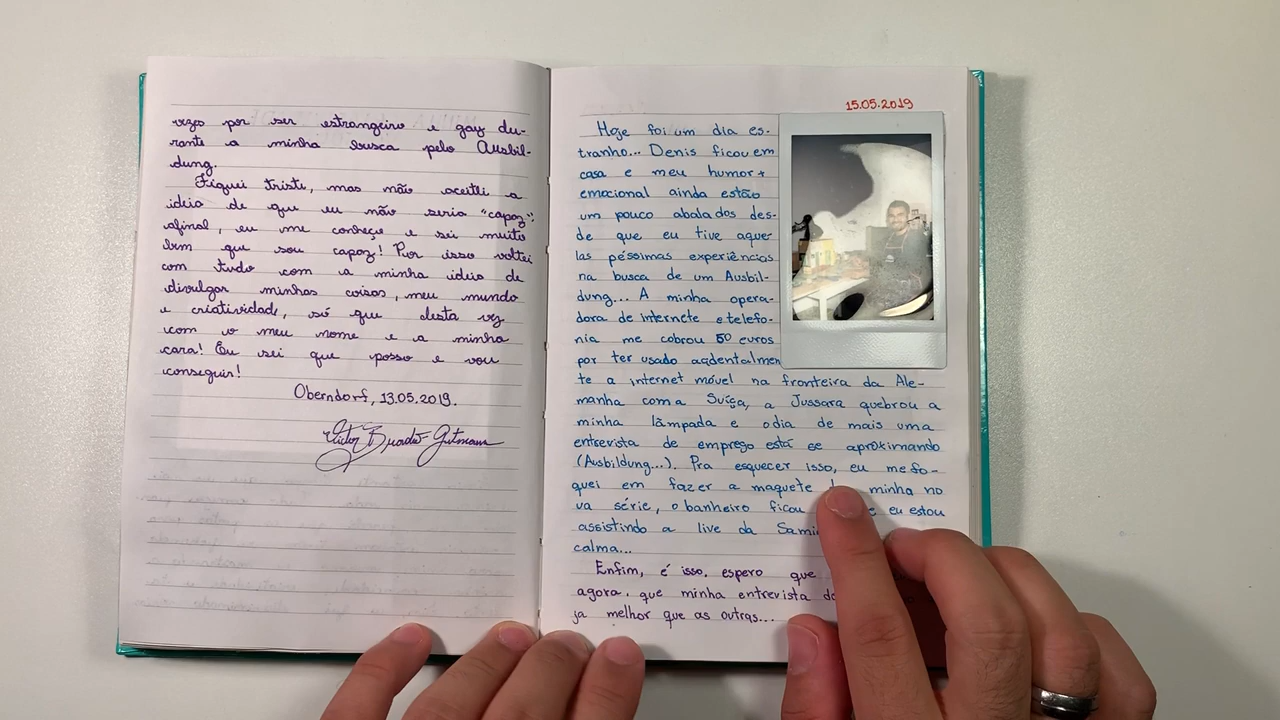 vezo por ser estrangeiro e gay du-
rante a minha busca pelo Ausbil-
dung.
Fiquei triste, mas não aceitei a
ideia de que eu não seria "capaz":
afinal, eu me conheço e sei muito
bem que sou capaz! Por isso voltei
com tudo com a minha ideia de
divulgar minhas coisas, meu mundo
e criatividade, só que desta vez
com o meu nome e a minha
cara! Eu sei que posso e vou
conseguir!
Oberndorf, 13.05.2019.
15.05.2019
Hoje foi um dia es-
tranho... Denis ficou em
casa e meu humor +
emocional ainda estão
um pouco abalados des-
de que eu tive aque-
las péssimas experiências
na busca de um Ausbil-
dung... A minha opera-
dora de internete e telefo-
nia me cobrou 50 euros
por ter usado acidentalmen
te a internet móvel na fronteira da Ale-
manha com a Suíça, a Jussara quebrou a
minha lâmpada e o dia de mais uma
entrevista de emprego está se aproximando
(Ausbildung...). Pra esquecer isso, eu me fo-
quei em fazer a maquete minha no
va série, o banheiro ficou e eu estou
assistindo a live da
calma...
Enfim, é isso, espero que
agora, que minha entrevista
ja melhor que as outras...